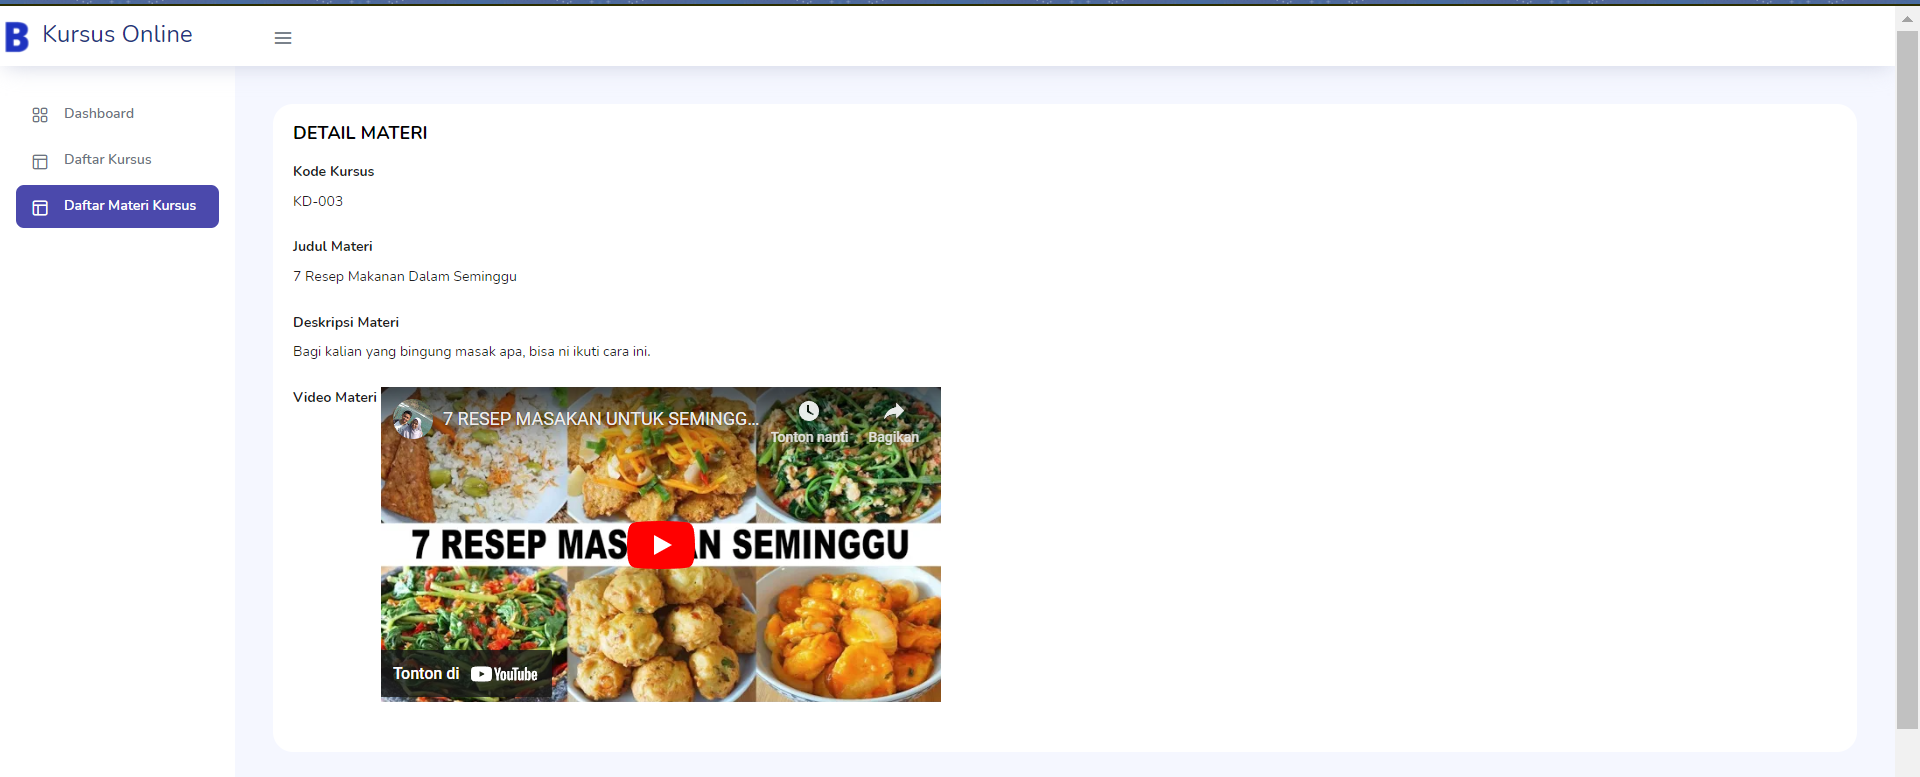 B Kursus Online
Dashboard
Daftar Kursus
Daftar Materi Kursus
DETAIL MATERI
Kode Kursus
KD-003
Judul Materi
7 Resep Makanan Dalam Seminggu
Deskripsi Materi
Bagi kalian yang bingung masak apa, bisa ni ikuti cara ini.
Video Materi
7 RESEP MASAKAN UNTUK SEMINGG...
Tonton nanti
Bagikan
7 RESEP MAS N SEMINGGU
Tonton di YouTube